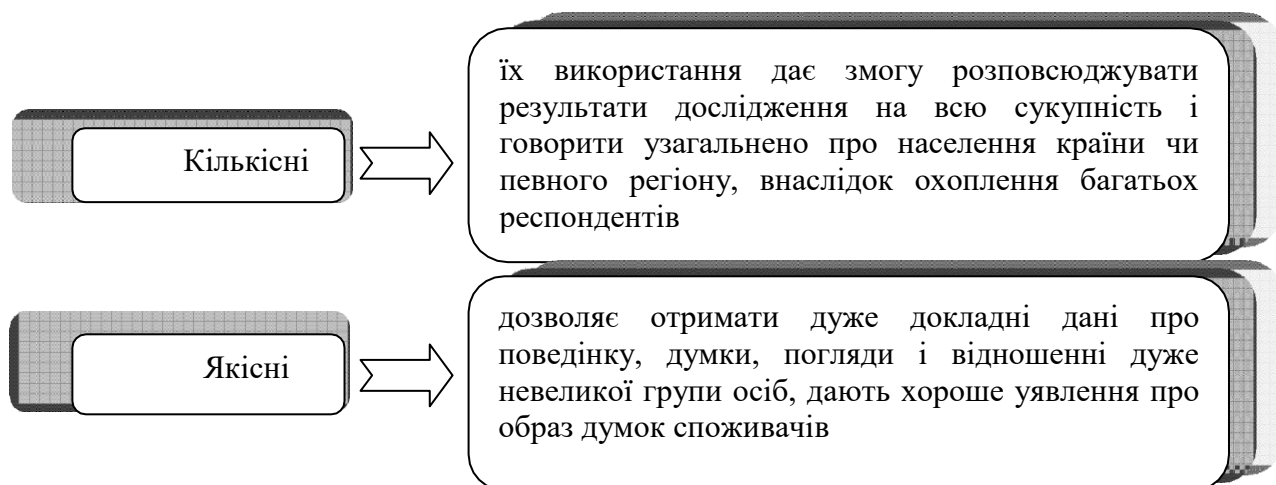 Кількісні
їх використання дає змогу розповсюджувати
результати дослідження на всю сукупність і
говорити узагальнено про населення країни чи
певного регіону, внаслідок охоплення багатьох
респондентів
Якісні
дозволяє отримати дуже докладні дані про
поведінку, думки, погляди і відношенні дуже
невеликої групи осіб, дають хороше уявлення про
образ думок споживачів